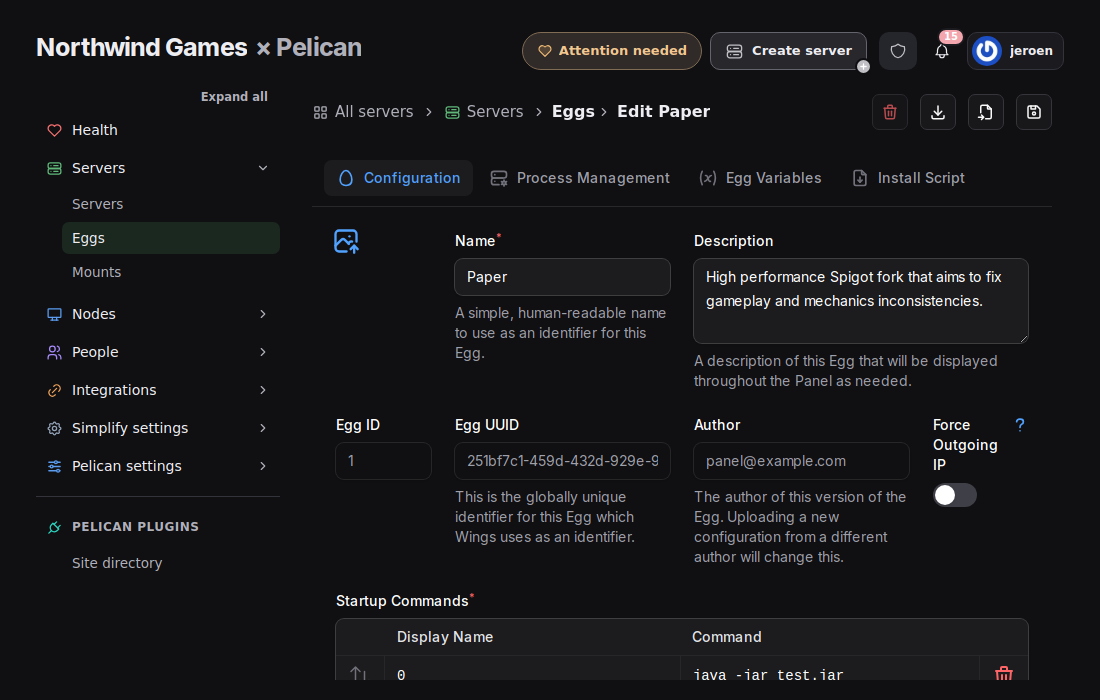 Northwind Games × Pelican
Attention needed
Create server
15
jeroen
Expand all
Health
Servers
Servers
Eggs
Mounts
Nodes
People
Integrations
Simplify settings
Pelican settings
PELICAN PLUGINS
Site directory
All servers > Servers > Eggs > Edit Paper
Configuration
Process Management
(x) Egg Variables
Install Script
Name*
Paper
A simple, human-readable name
to use as an identifier for this
Egg.
Description
High performance Spigot fork that aims to fix
gameplay and mechanics inconsistencies.
A description of this Egg that will be displayed
throughout the Panel as needed.
Egg ID
1
Egg UUID
251bf7c1-459d-432d-929e-9
This is the globally unique
identifier for this Egg which
Wings uses as an identifier.
Author
panel@example.com
The author of this version of the
Egg. Uploading a new
configuration from a different
author will change this.
Force
Outgoing
IP
?
Startup Commands*
Display Name
Command
0
java -jar test.jar